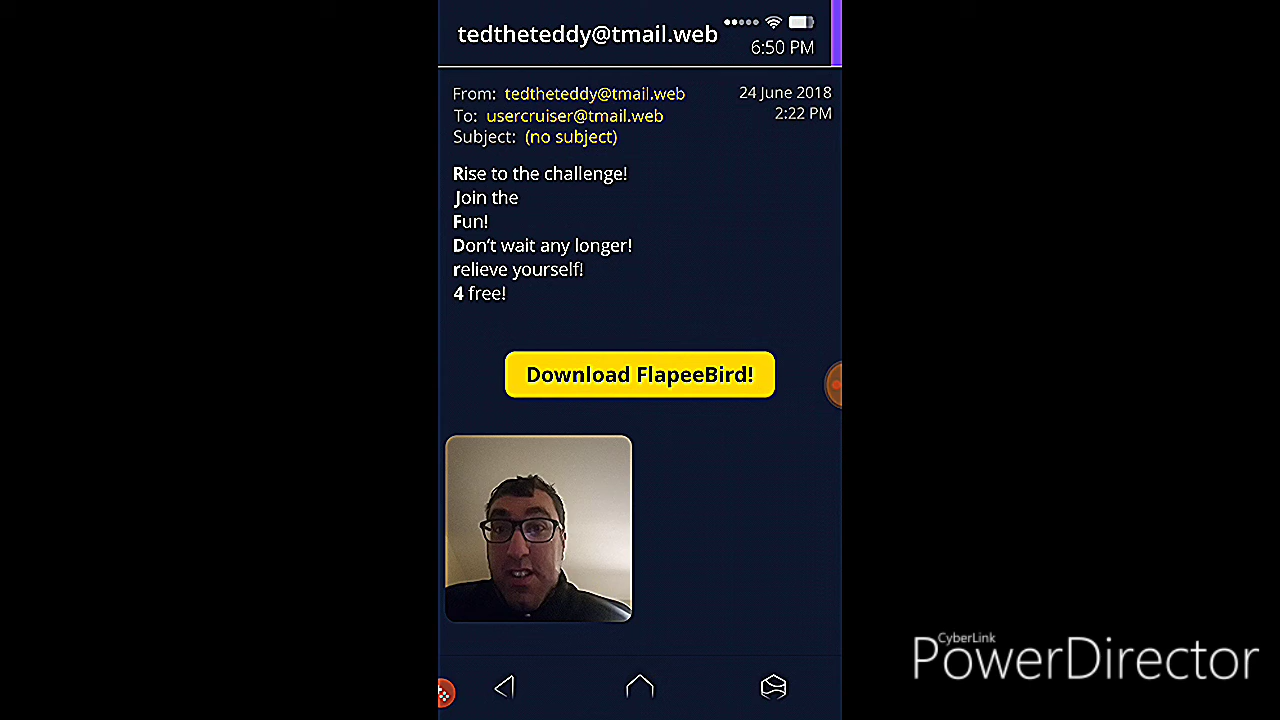 tedtheteddy@tmail.web
6:50 PM
From: tedtheteddy@tmail.web
24 June 2018
To: usercruiser@tmail.web
2:22 PM
Subject: (no subject)
Rise to the challenge!
Join the
Fun!
Don't wait any longer!
relieve yourself!
4 free!
Download FlapeeBird!
CyberLink
PowerDirector